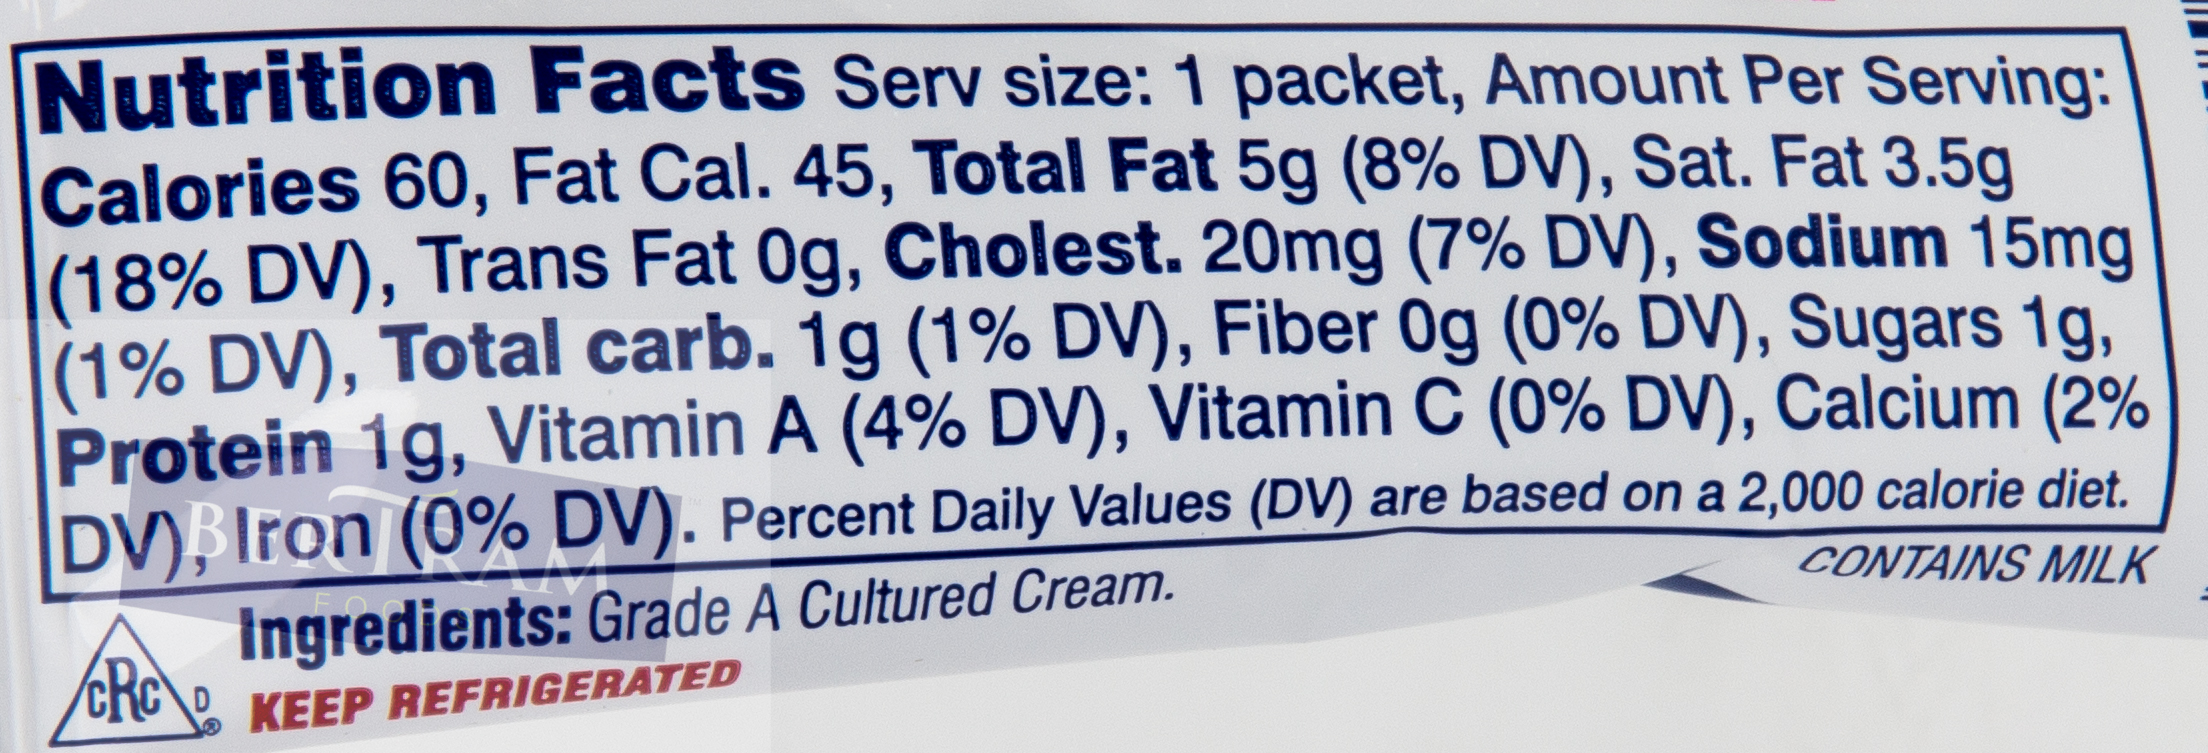 Nutrition Facts Serv size: 1 packet, Amount Per Serving:
Calories 60, Fat Cal. 45, Total Fat 5g (8% DV), Sat. Fat 3.5g
(18% DV), Trans Fat 0g, Cholest. 20mg (7% DV), Sodium 15mg
(1% DV), Total carb. 1g (1% DV), Fiber 0g (0% DV), Sugars 1g,
Protein 1g, Vitamin A (4% DV), Vitamin C (0% DV), Calcium (2%
DV), Iron (0% DV). Percent Daily Values (DV) are based on a 2,000 calorie diet.
BERTRAM
FOODS
CONTAINS MILK
Ingredients: Grade A Cultured Cream.
KEEP REFRIGERATED
CRC D®